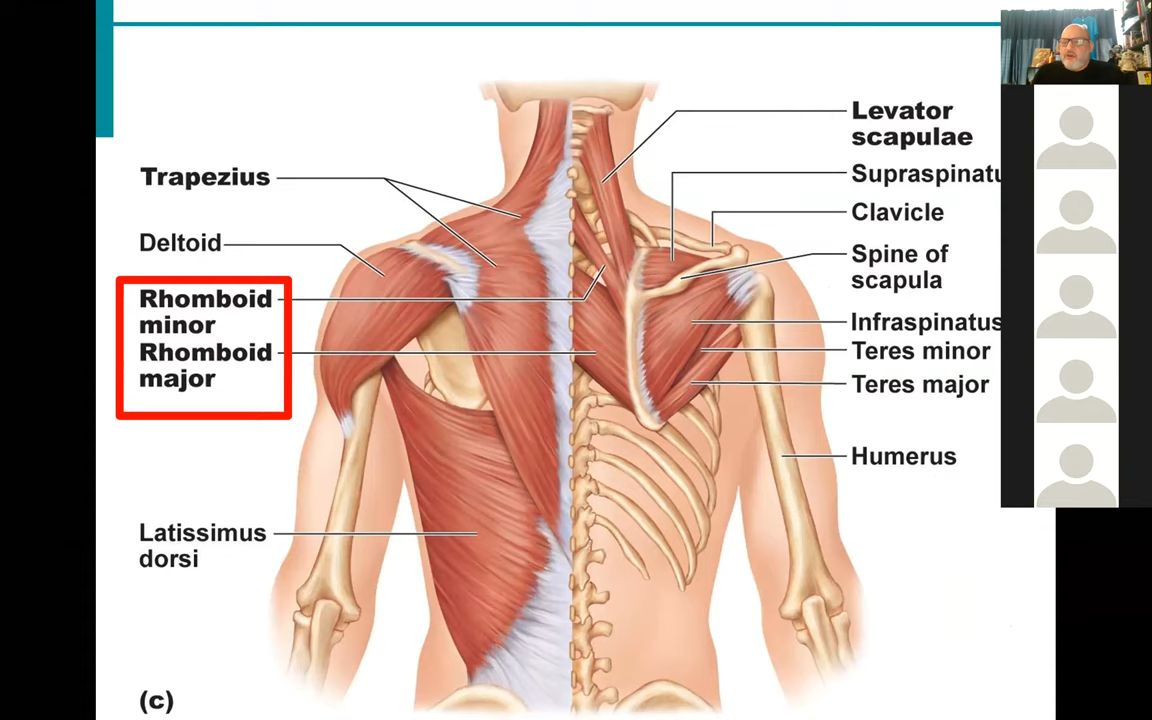 Levator
scapulae
Trapezius
Supraspinatu
Clavicle
Deltoid
Spine of
scapula
Rhomboid
minor
Infraspinatus
Rhomboid
major
Teres minor
Teres major
Humerus
Latissimus
dorsi
(c)